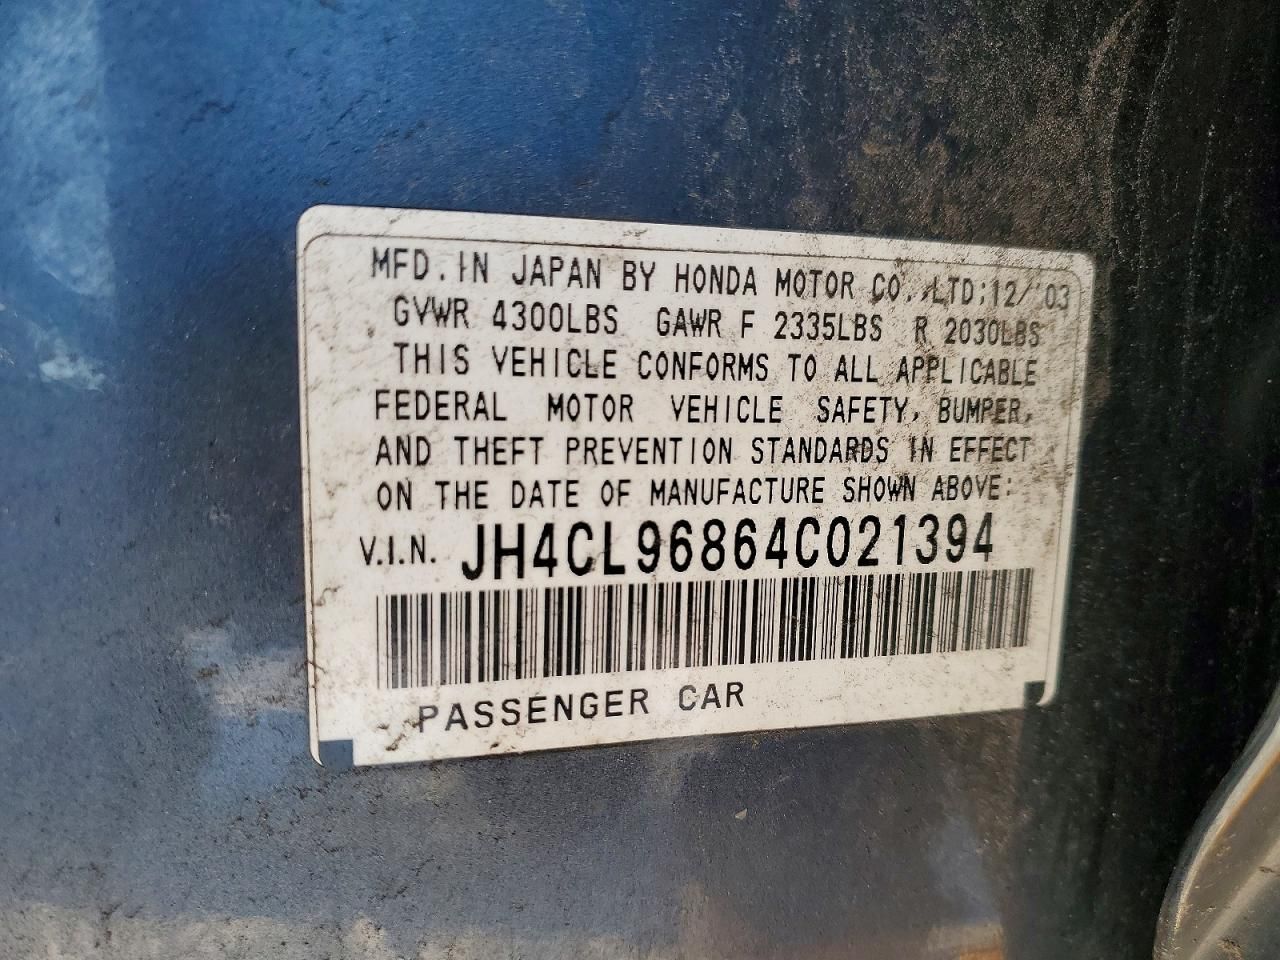 MFD. IN JAPAN BY HONDA MOTOR CO., LTD; 12/'03
GVWR 4300LBS GAWR F 2335LBS R 2030LBS
THIS VEHICLE CONFORMS TO ALL APPLICABLE
FEDERAL MOTOR VEHICLE SAFETY, BUMPER,
AND THEFT PREVENTION STANDARDS IN EFFECT
ON THE DATE OF MANUFACTURE SHOWN ABOVE:
V.I.N. JH4CL96864C021394
PASSENGER CAR